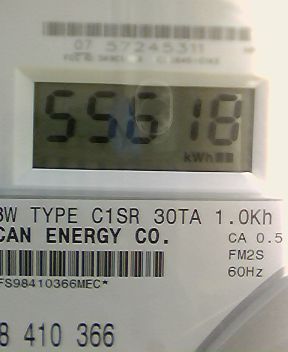 07 57245311
55618
kWh
3W TYPE C1SR 30TA 1.0Kh
CAN ENERGY CO.
CA 0.5
FM2S
60Hz
FS98410366MEC*
8 410 366